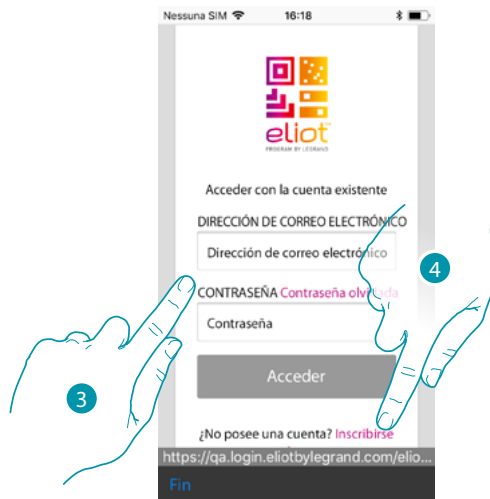 Nessuna SIM 16:18
eliot™
PROGRAM BY LEGRAND
Acceder con la cuenta existente
DIRECCIÓN DE CORREO ELECTRÓNICO
Dirección de correo electrónico
CONTRASEÑA Contraseña olvidada
Contraseña
Acceder
¿No posee una cuenta? Inscribirse
https://qa.login.eliotbylegrand.com/elio...
Fin
3
4